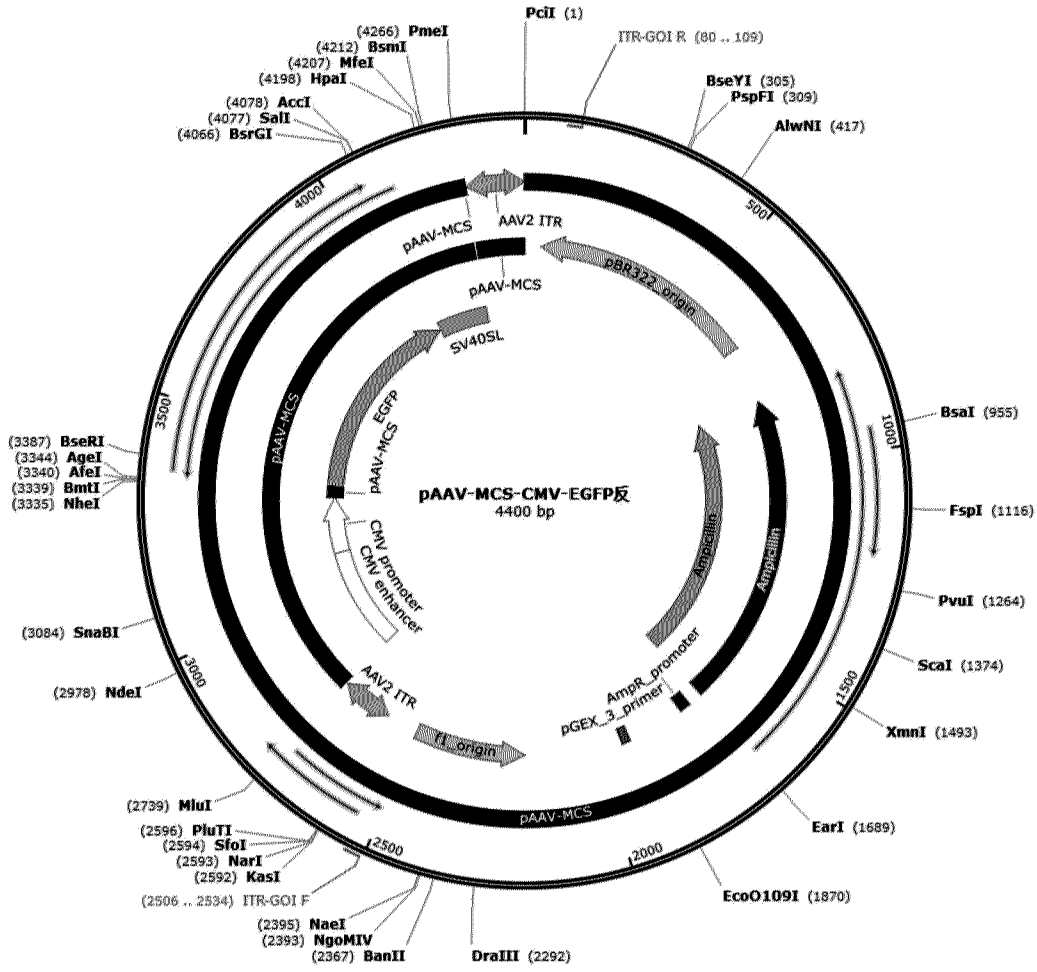 PciI (1)
ITR-GOI R (80 .. 109)
BseYI (305)
PspFI (309)
AlwNI (417)
500
BsaI (955)
1000
FspI (1116)
PvuI (1264)
ScaI (1374)
1500
XmnI (1493)
EarI (1689)
EcoO109I (1870)
2000
DraIII (2292)
(2367) BanII
(2393) NgoMIV
(2395) NaeI
(2506 .. 2534) ITR-GOI F
2500
(2592) KasI
(2593) NarI
(2594) SfoI
(2596) PluTI
(2739) MluI
(2978) NdeI
3000
(3084) SnaBI
(3335) NheI
(3339) BmtI
(3340) AfeI
(3344) AgeI
(3387) BseRI
3500
4000
(4066) BsrGI
(4077) SalI
(4078) AccI
(4198) HpaI
(4207) MfeI
(4212) BsmI
(4266) PmeI
pAAV-MCS
AAV2 ITR
pAAV-MCS
pBR322_origin
SV40SL
EGFP
pAAV-MCS
pAAV-MCS
pAAV-MCS-CMV-EGFP反
4400 bp
CMV promoter
CMV enhancer
Ampicillin
Ampicillin
AmpR_promoter
pGEX_3_primer
AAV2 ITR
f1_origin
pAAV-MCS